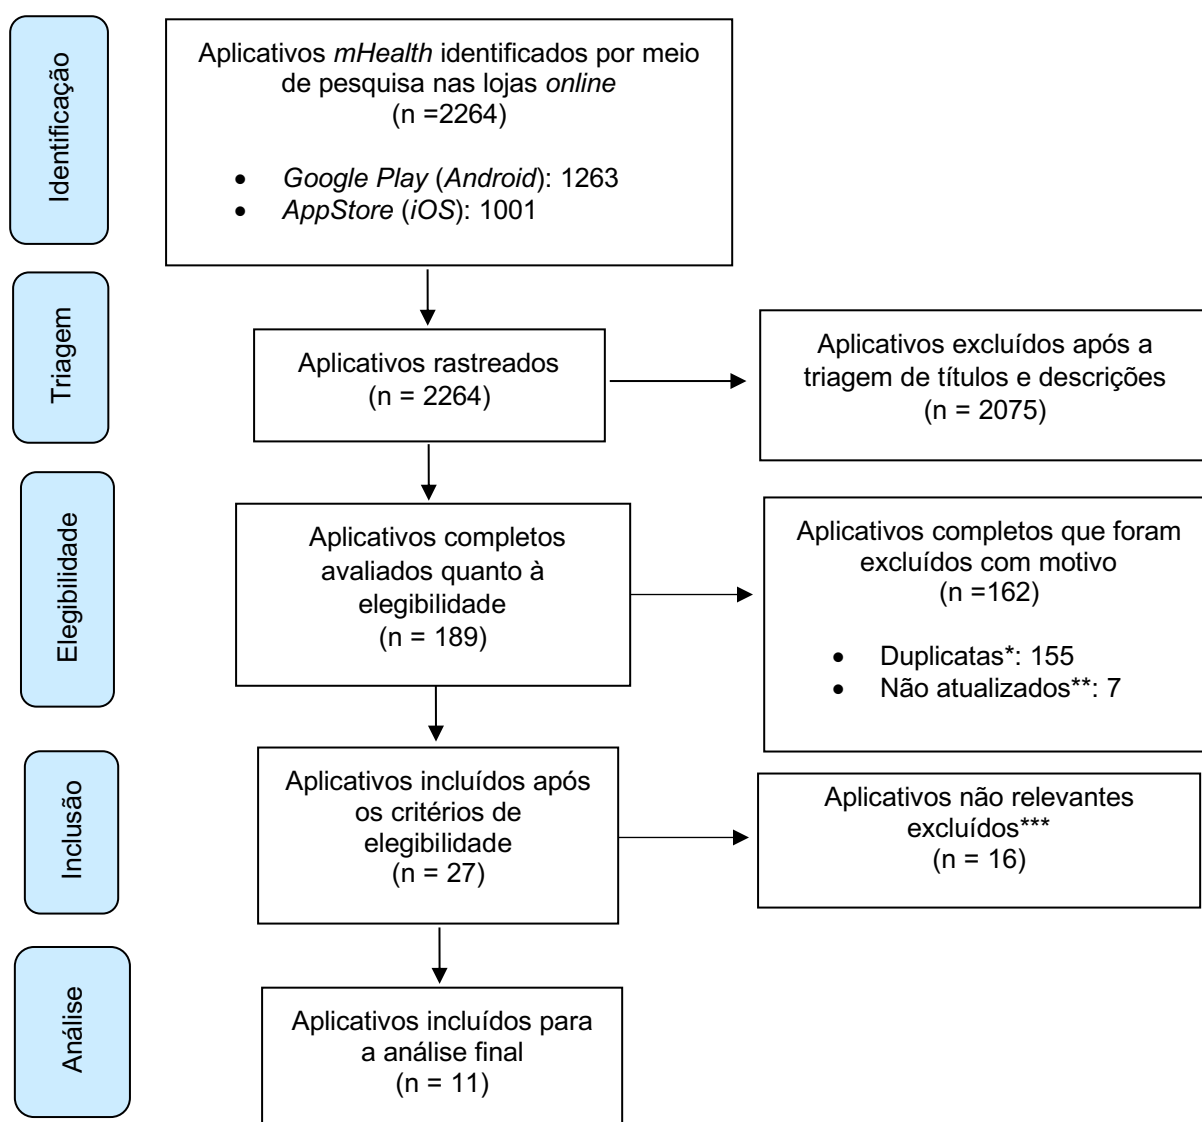 Identificação
Aplicativos mHealth identificados por meio
de pesquisa nas lojas online
(n =2264)
• Google Play (Android): 1263
• AppStore (iOS): 1001
Triagem
Aplicativos rastreados
(n = 2264)
Aplicativos excluídos após a
triagem de títulos e descrições
(n = 2075)
Elegibilidade
Aplicativos completos
avaliados quanto à
elegibilidade
(n = 189)
Aplicativos completos que foram
excluídos com motivo
(n =162)
• Duplicatas*: 155
• Não atualizados**: 7
Inclusão
Aplicativos incluídos após
os critérios de
elegibilidade
(n = 27)
Aplicativos não relevantes
excluídos***
(n = 16)
Análise
Aplicativos incluídos para
a análise final
(n = 11)